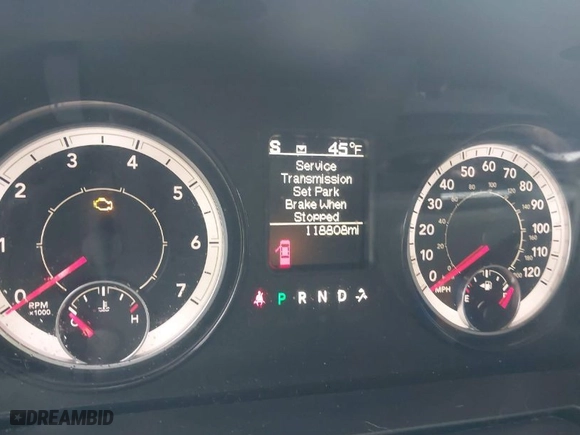 S 45°F
Service
Transmission
Set Park
Brake When
Stopped
118808mi
P R N D
0 1 2 3 4 5 6 7
RPM
x1000
C H
0 10 20 30 40 50 60 70 80 90 100 110 120
MPH
E
DREAMBID